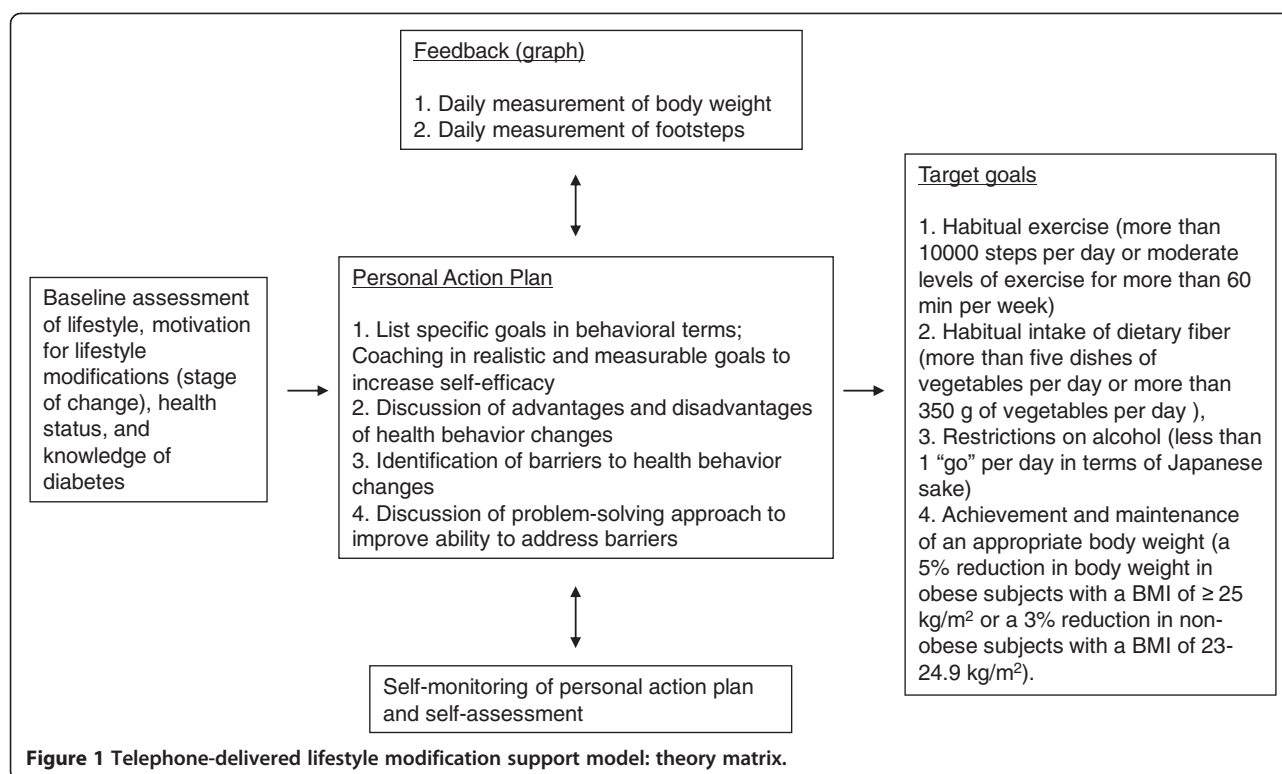 Feedback (graph)
1. Daily measurement of body weight
2. Daily measurement of footsteps
Baseline assessment
of lifestyle, motivation
for lifestyle
modifications (stage
of change), health
status, and
knowledge of
diabetes
Personal Action Plan
1. List specific goals in behavioral terms;
Coaching in realistic and measurable goals to
increase self-efficacy
2. Discussion of advantages and disadvantages
of health behavior changes
3. Identification of barriers to health behavior
changes
4. Discussion of problem-solving approach to
improve ability to address barriers
Target goals
1. Habitual exercise (more than
10000 steps per day or moderate
levels of exercise for more than 60
min per week)
2. Habitual intake of dietary fiber
(more than five dishes of
vegetables per day or more than
350 g of vegetables per day ),
3. Restrictions on alcohol (less than
1 “go” per day in terms of Japanese
sake)
4. Achievement and maintenance
of an appropriate body weight (a
5% reduction in body weight in
obese subjects with a BMI of ≥ 25
kg/m² or a 3% reduction in non-
obese subjects with a BMI of 23-
24.9 kg/m²).
Self-monitoring of personal action plan
and self-assessment
Figure 1 Telephone-delivered lifestyle modification support model: theory matrix.